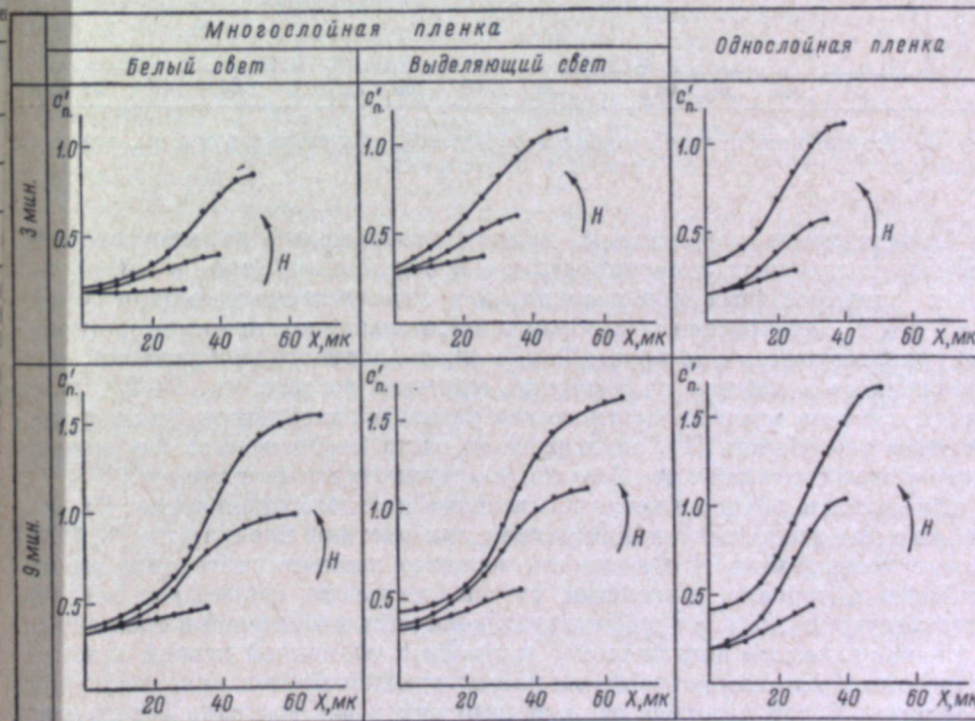 Многослойная пленка
Однослойная пленка
Белый свет
Выделяющий свет
3 мин.
C'п.
1.0
0.5
H
20
40
60 X,мк
C'п.
1.0
0.5
H
20
40
60 X,мк
C'п.
1.0
0.5
H
20
40
60 X,мк
9 мин.
C'п.
1.5
1.0
0.5
H
20
40
60 X,мк
C'п.
1.5
1.0
0.5
H
20
40
60 X,мк
C'п.
1.5
1.0
0.5
H
20
40
60 X,мк